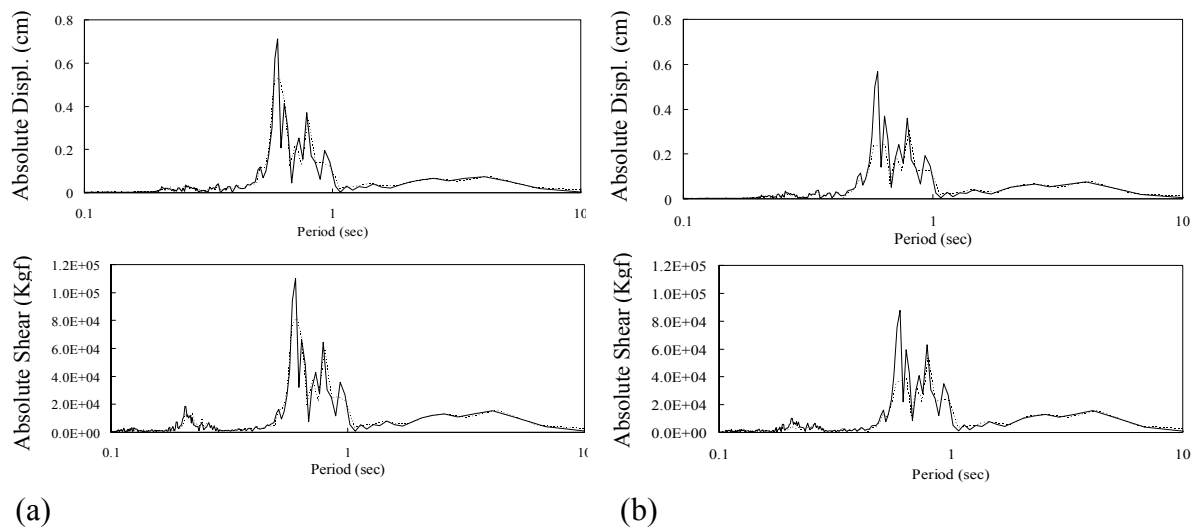 Absolute Displ. (cm)
0.8
0.6
0.4
0.2
0
0.1
1
10
Period (sec)
Absolute Displ. (cm)
0.8
0.6
0.4
0.2
0
0.1
1
10
Period (sec)
Absolute Shear (Kgf)
1.2E+05
1.0E+05
8.0E+04
6.0E+04
4.0E+04
2.0E+04
0.0E+00
0.1
1
10
Period (sec)
Absolute Shear (Kgf)
1.2E+05
1.0E+05
8.0E+04
6.0E+04
4.0E+04
2.0E+04
0.0E+00
0.1
1
10
Period (sec)
(a)
(b)